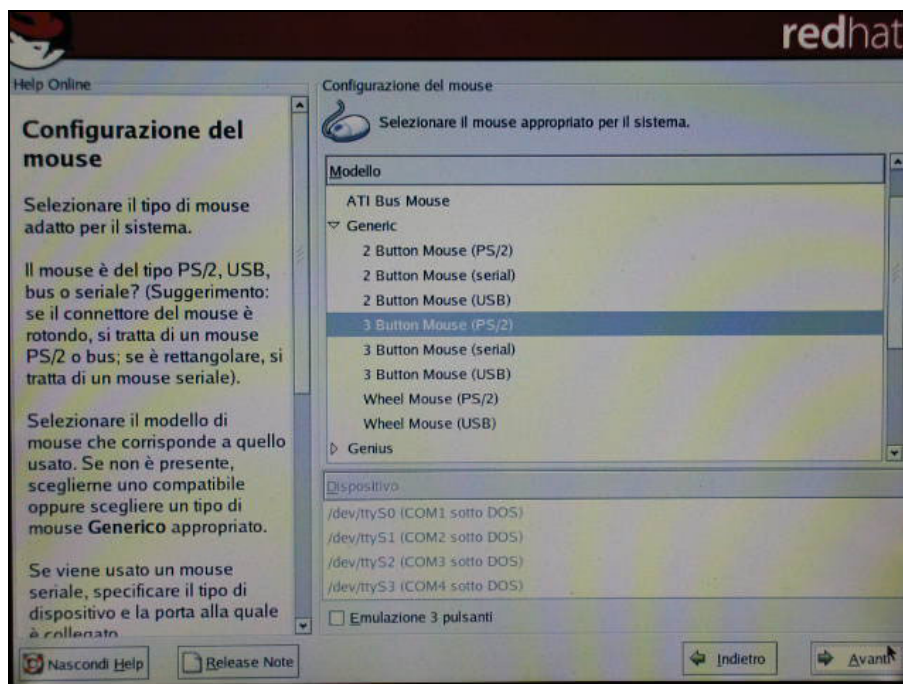 redhat
Help Online
Configurazione del
mouse
Selezionare il tipo di mouse
adatto per il sistema.
Il mouse è del tipo PS/2, USB,
bus o seriale? (Suggerimento:
se il connettore del mouse è
rotondo, si tratta di un mouse
PS/2 o bus; se è rettangolare, si
tratta di un mouse seriale).
Selezionare il modello di
mouse che corrisponde a quello
usato. Se non è presente,
sceglierne uno compatibile
oppure scegliere un tipo di
mouse Generico appropriato.
Se viene usato un mouse
seriale, specificare il tipo di
dispositivo e la porta alla quale
è collegato
Configurazione del mouse
Selezionare il mouse appropriato per il sistema.
Modello
ATI Bus Mouse
Generic
2 Button Mouse (PS/2)
2 Button Mouse (serial)
2 Button Mouse (USB)
3 Button Mouse (PS/2)
3 Button Mouse (serial)
3 Button Mouse (USB)
Wheel Mouse (PS/2)
Wheel Mouse (USB)
Genius
Dispositivo
/dev/ttyS0 (COM1 sotto DOS)
/dev/ttyS1 (COM2 sotto DOS)
/dev/ttyS2 (COM3 sotto DOS)
/dev/ttyS3 (COM4 sotto DOS)
Emulazione 3 pulsanti
Nascondi Help
Release Note
Indietro
Avanti